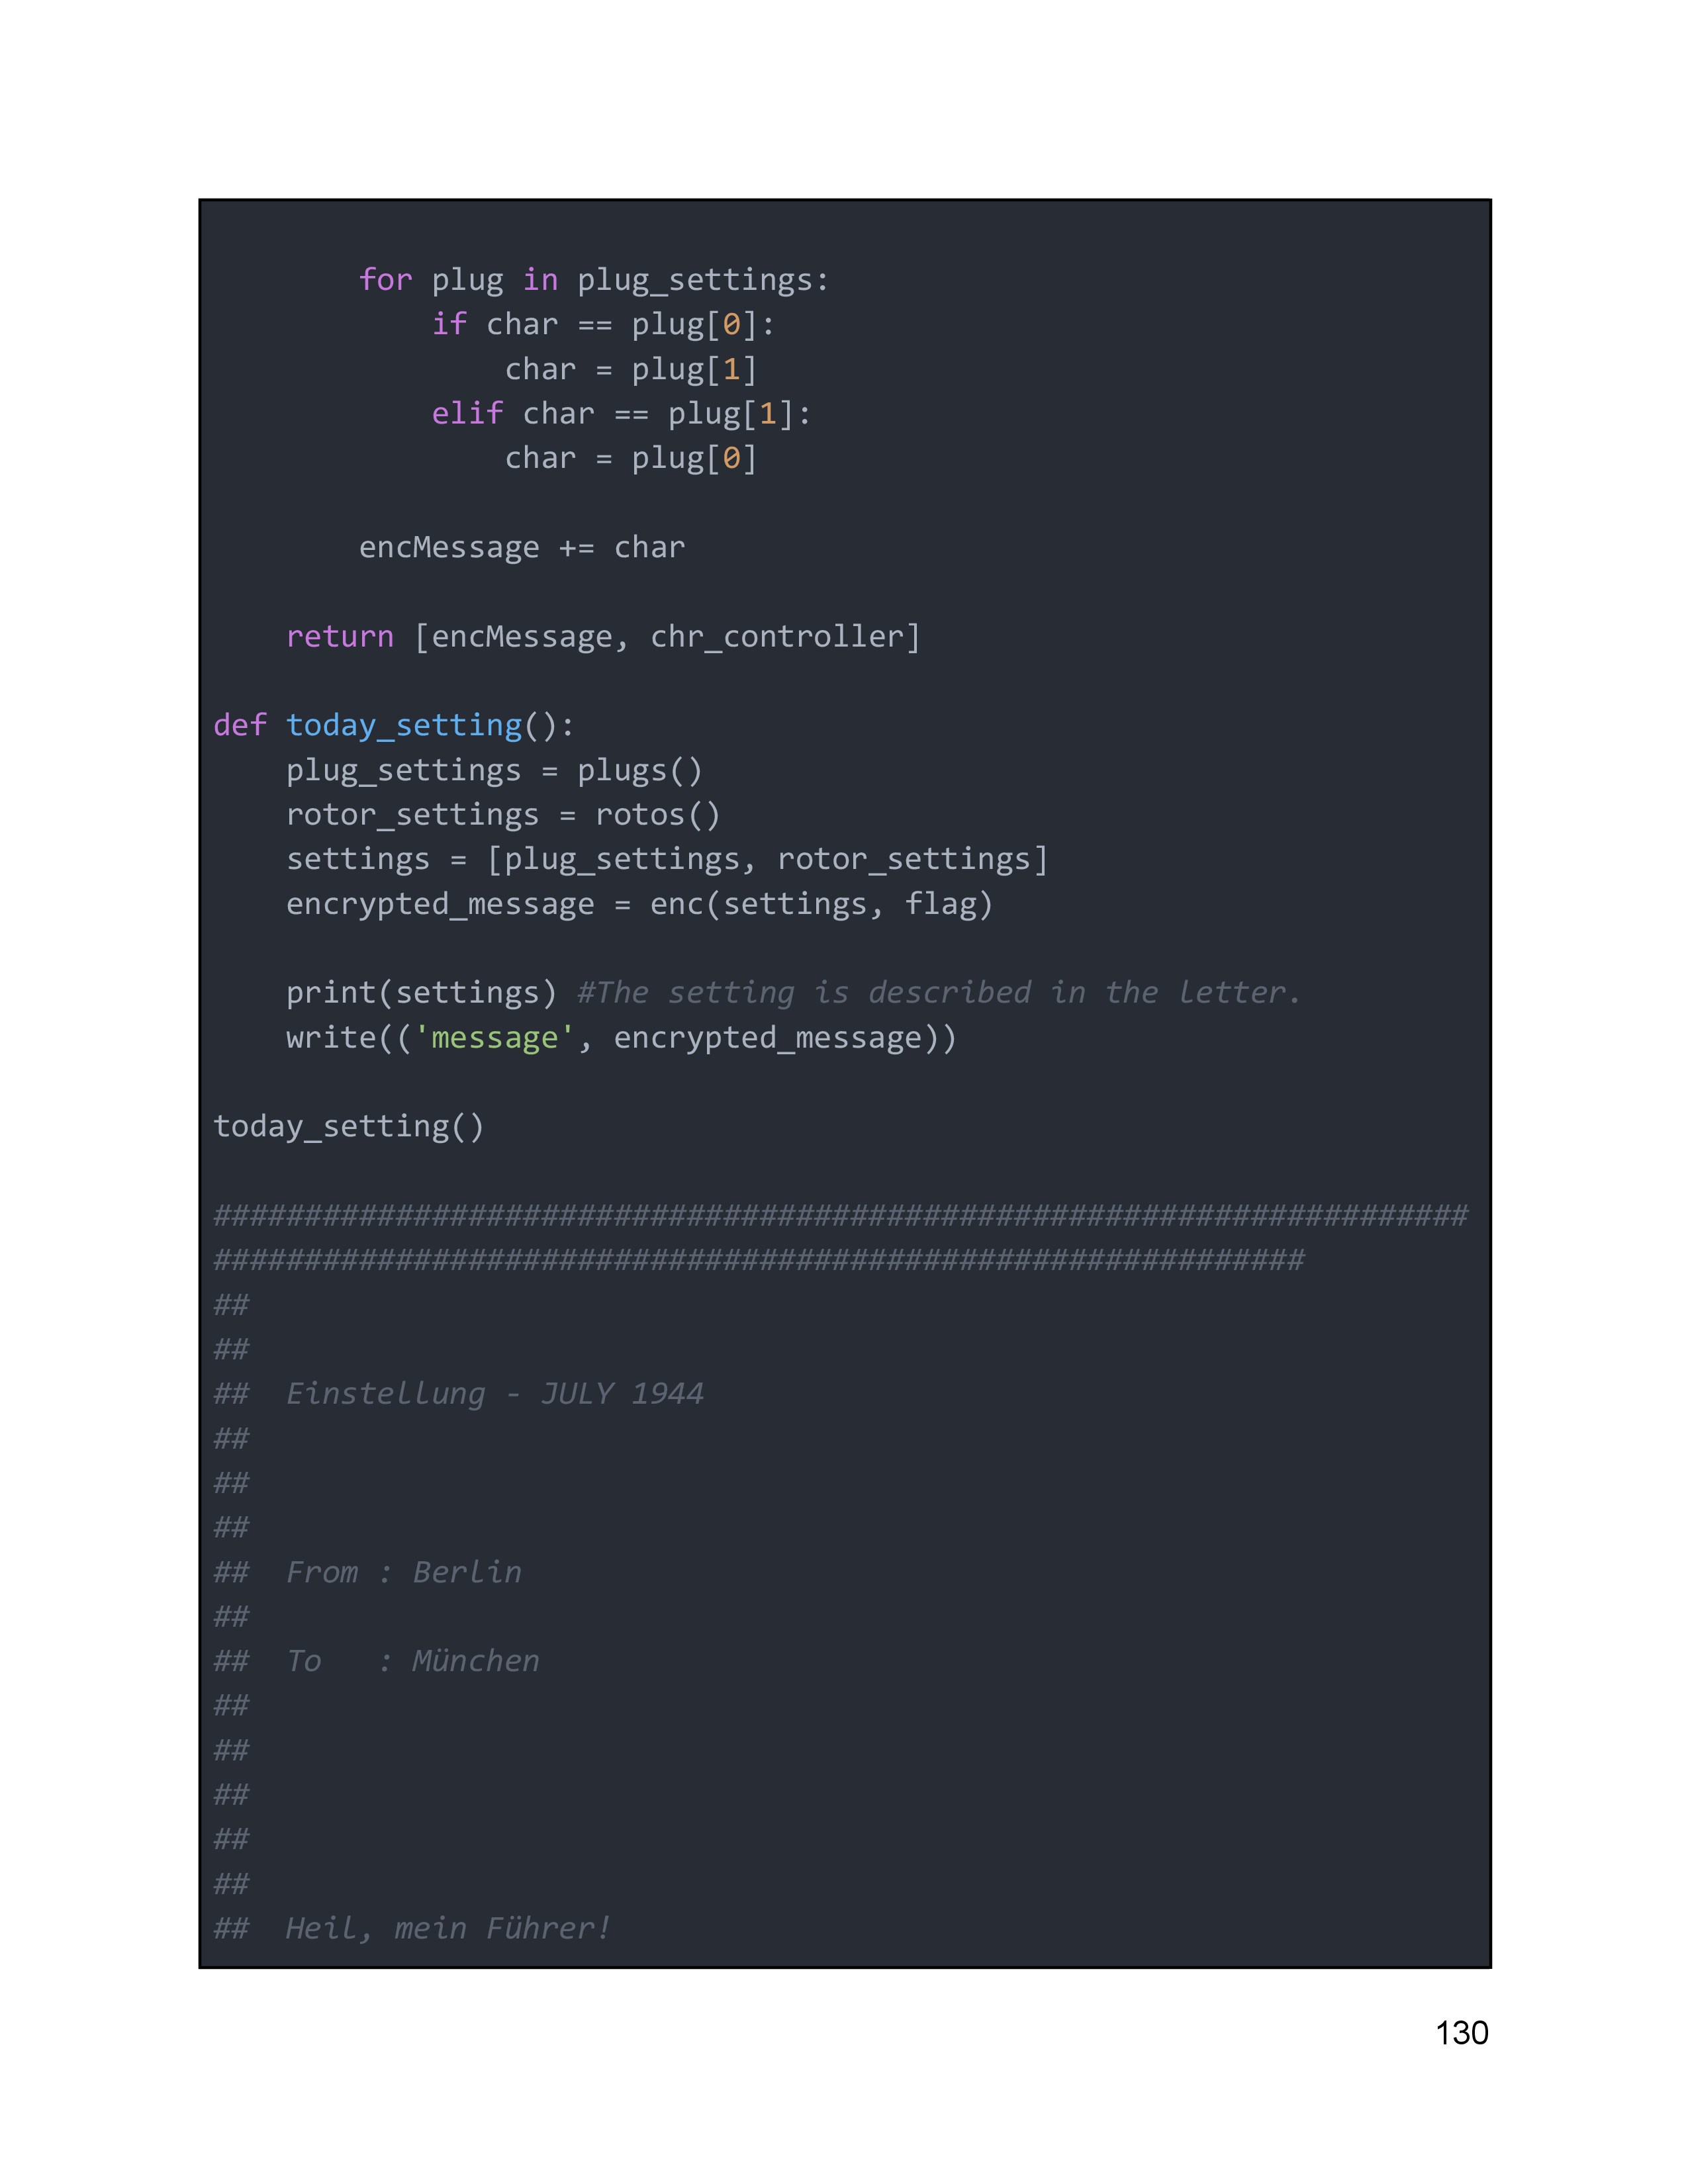 for plug in plug_settings:
            if char == plug[0]:
                char = plug[1]
            elif char == plug[1]:
                char = plug[0]

        encMessage += char

    return [encMessage, chr_controller]

def today_setting():
    plug_settings = plugs()
    rotor_settings = rotos()
    settings = [plug_settings, rotor_settings]
    encrypted_message = enc(settings, flag)

    print(settings) #The setting is described in the letter.
    write(('message', encrypted_message))

today_setting()

#####################################################################
############################################################
##
##
##  Einstellung - JULY 1944
##
##
##
##  From : Berlin
##
##  To   : München
##
##
##
##
##
##  Heil, mein Führer!
130